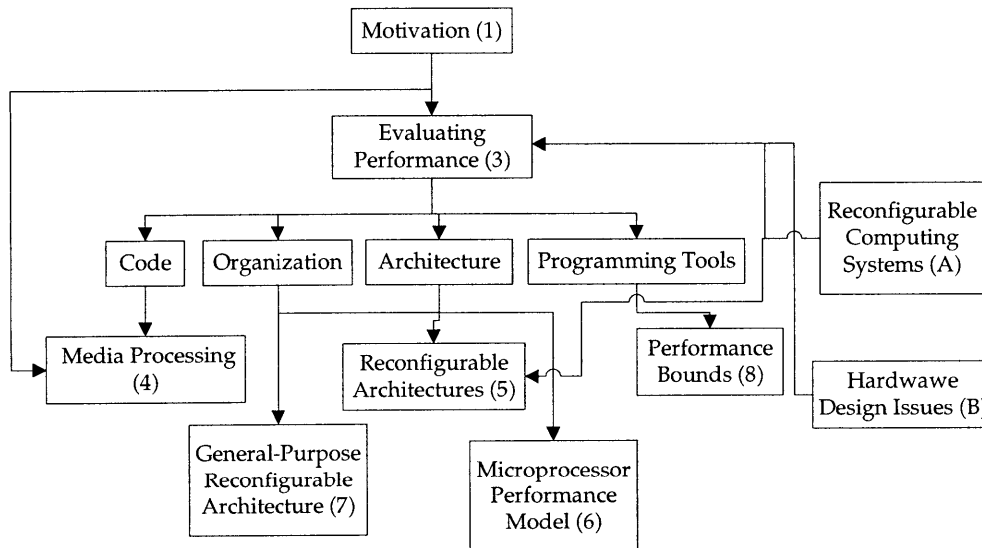 Motivation (1)
Evaluating
Performance (3)
Reconfigurable
Computing
Systems (A)
Code
Organization
Architecture
Programming Tools
Media Processing
(4)
Reconfigurable
Architectures (5)
Performance
Bounds (8)
Hardwawe
Design Issues (B)
General-Purpose
Reconfigurable
Architecture (7)
Microprocessor
Performance
Model (6)